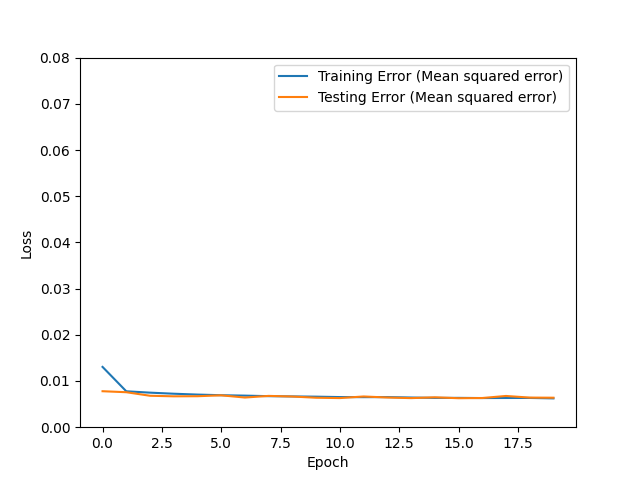 0.08
0.07
0.06
0.05
0.04
0.03
0.02
0.01
0.00
Loss
Training Error (Mean squared error)
Testing Error (Mean squared error)
0.0 2.5 5.0 7.5 10.0 12.5 15.0 17.5
Epoch